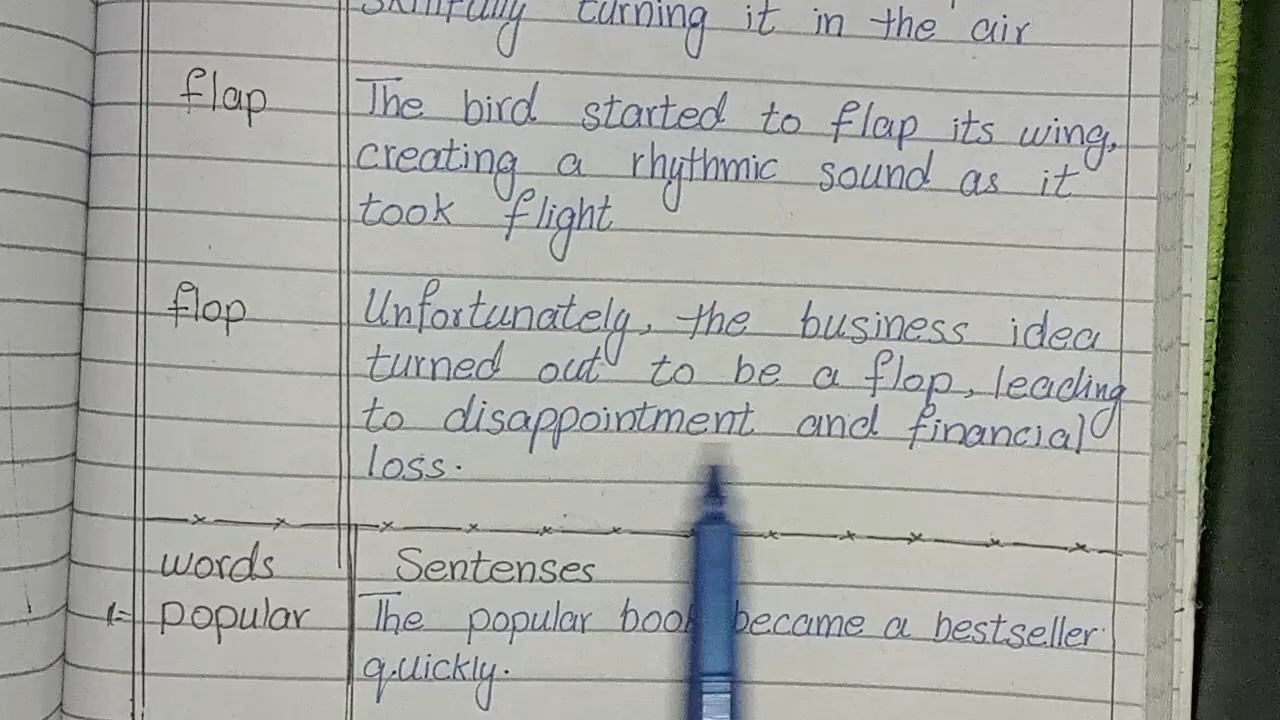 Skillfully turning it in the air
flap The bird started to flap its wing,
creating a rhythmic sound as it
took flight
flop Unfortunately, the business idea
turned out to be a flop, leading
to disappointment and financial
loss.
words Sentenses
1= popular The popular book became a bestseller
quickly.